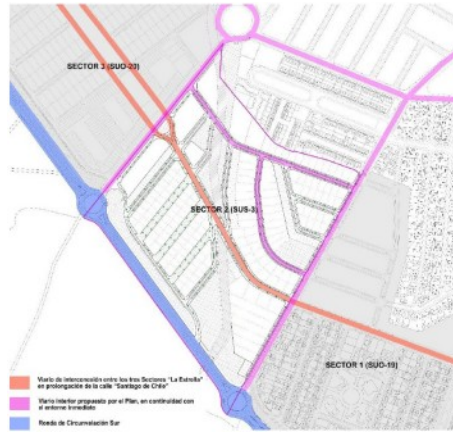 SECTOR 3 (SUO-20)
SECTOR 2 (SUS-3)
SECTOR 1 (SUO-19)
Viario de interconexión entre los tres Sectores "La Estrella"
en prolongación de la calle "Santiago de Chile"
Viario interior propuesto por el Plan, en continuidad con
el entorno inmediato
Ronda de Circunvalación Sur